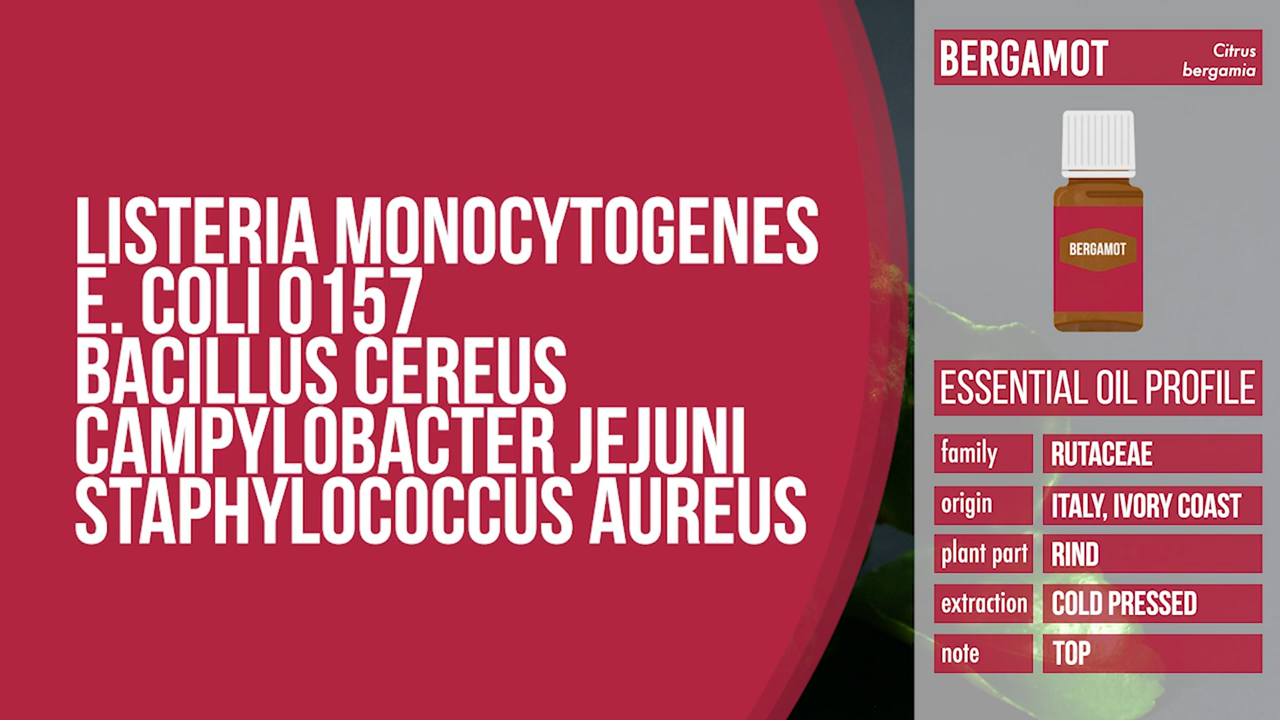 LISTERIA MONOCYTOGENES
E. COLI O157
BACILLUS CEREUS
CAMPYLOBACTER JEJUNI
STAPHYLOCOCCUS AUREUS
BERGAMOT
Citrus
bergamia
BERGAMOT
ESSENTIAL OIL PROFILE
family RUTACEAE
origin ITALY, IVORY COAST
plant part RIND
extraction COLD PRESSED
note TOP